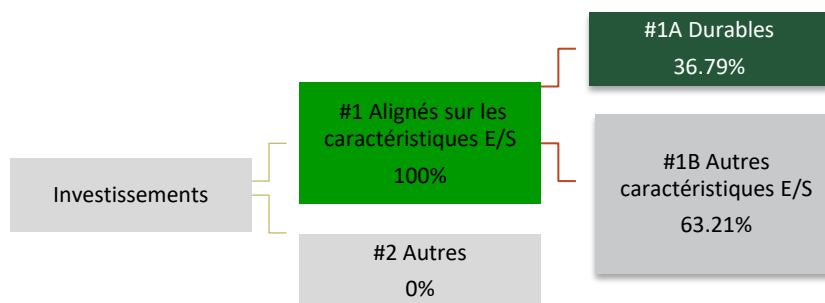 Investissements
#1 Alignés sur les
caractéristiques E/S
100%
#2 Autres
0%
#1A Durables
36.79%
#1B Autres
caractéristiques E/S
63.21%